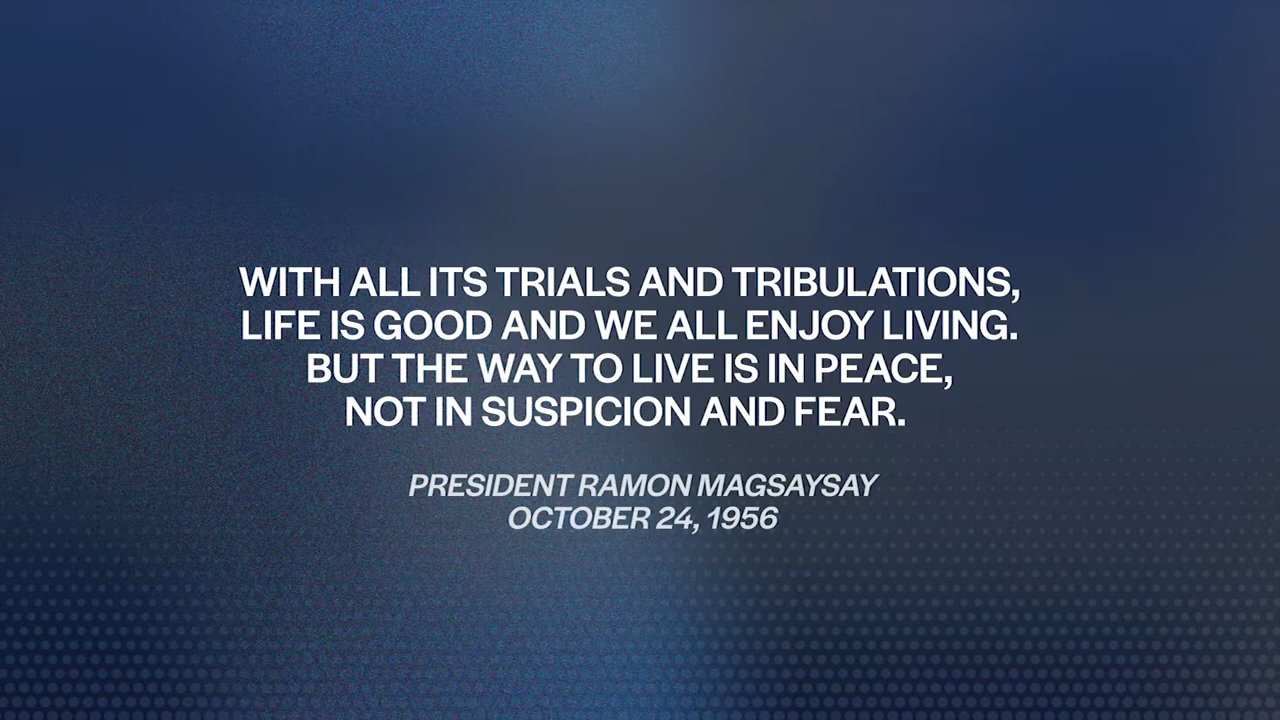 WITH ALL ITS TRIALS AND TRIBULATIONS,
LIFE IS GOOD AND WE ALL ENJOY LIVING.
BUT THE WAY TO LIVE IS IN PEACE,
NOT IN SUSPICION AND FEAR.
PRESIDENT RAMON MAGSAYSAY
OCTOBER 24, 1956